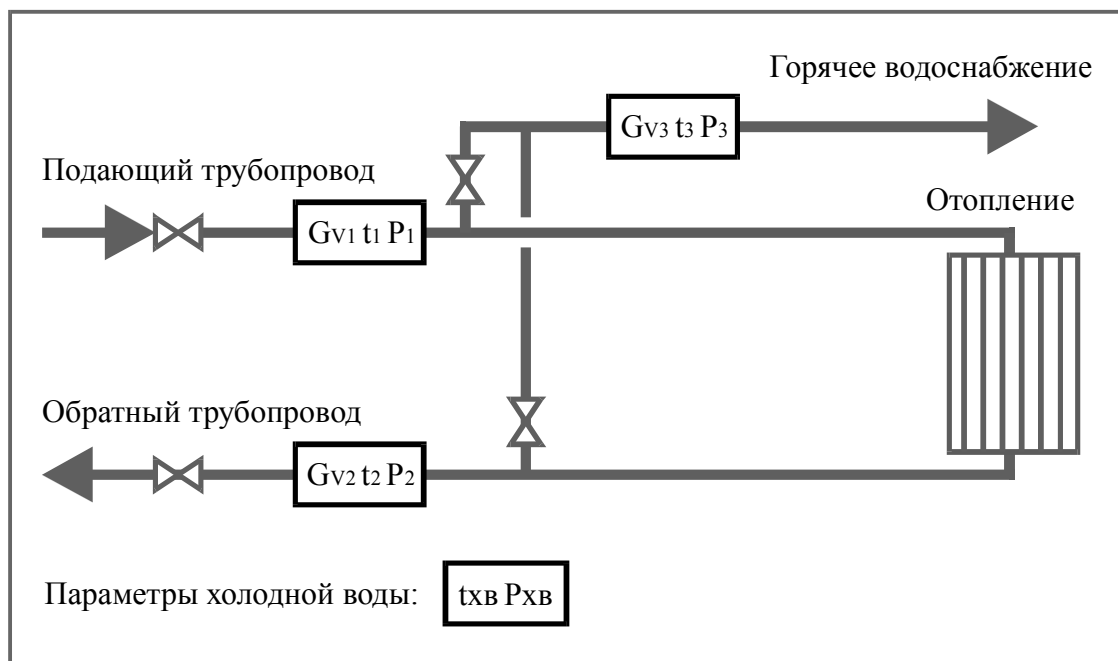 Горячее водоснабжение
Gv3 t3 P3
Подающий трубопровод
Отопление
Gv1 t1 P1
Обратный трубопровод
Gv2 t2 P2
Параметры холодной воды:
tхв Pхв